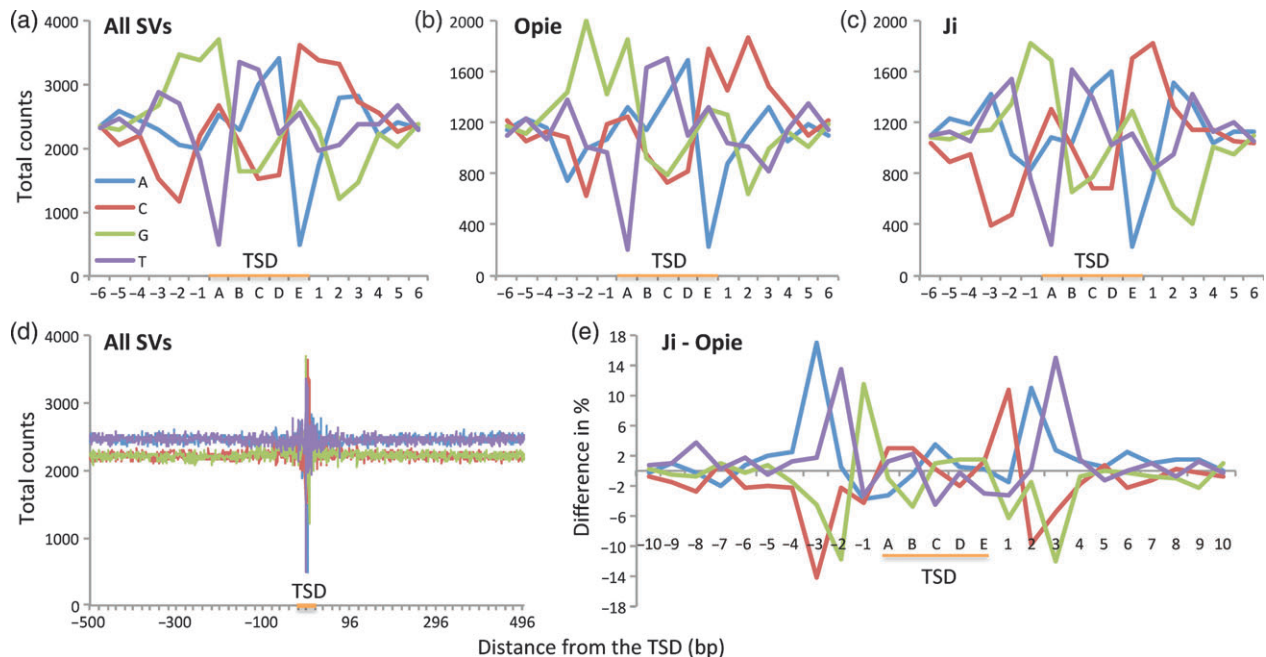 (a) All SVs
Total counts
4000
3000
2000
1000
0
A
C
G
T
TSD
−6 −5 −4 −3 −2 −1 A B C D E 1 2 3 4 5 6
(b) Opie
2000
1600
1200
800
400
0
TSD
−6 −5 −4 −3 −2 −1 A B C D E 1 2 3 4 5 6
(c) Ji
2000
1600
1200
800
400
0
TSD
−6 −5 −4 −3 −2 −1 A B C D E 1 2 3 4 5 6
(d) All SVs
Total counts
4000
3000
2000
1000
0
TSD
−500 −300 −100 96 296 496
(e) Ji - Opie
Difference in %
18
14
10
6
2
−2
−6
−10
−14
−18
−10 −9 −8 −7 −6 −5 −4 −3 −2 −1 A B C D E 1 2 3 4 5 6 7 8 9 10
TSD
Distance from the TSD (bp)